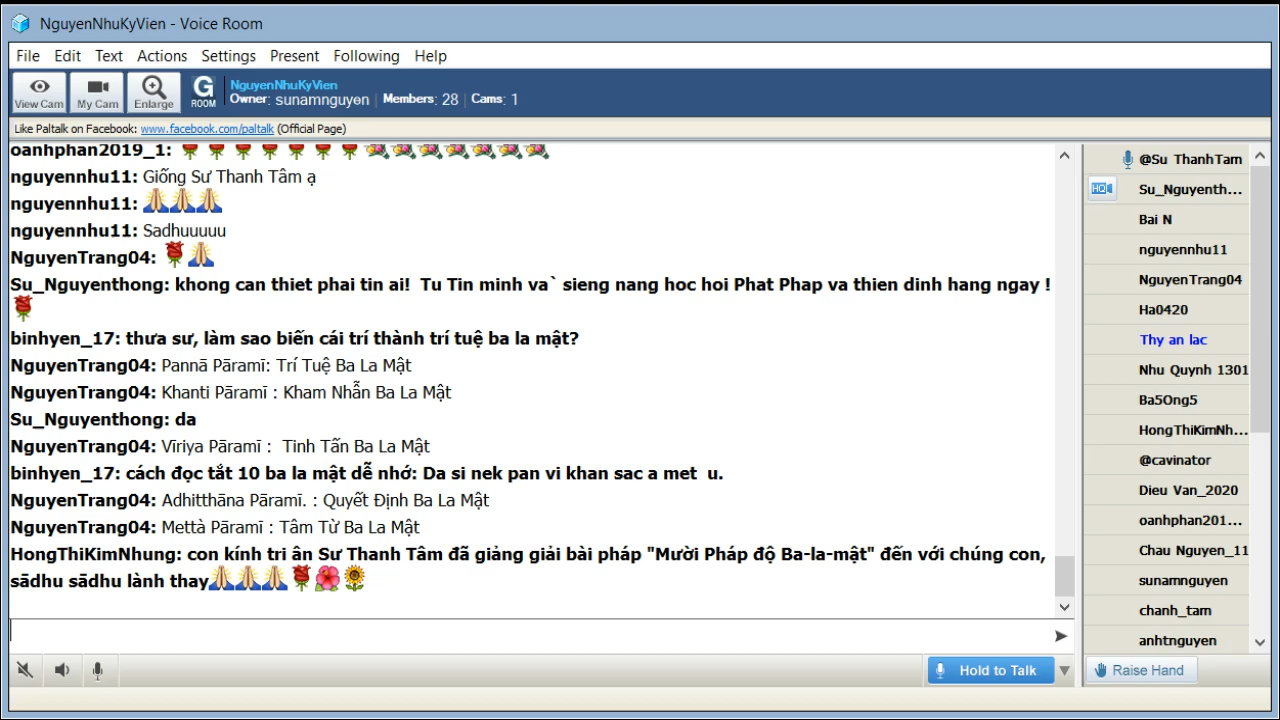 NguyenNhuKyVien - Voice Room
File Edit Text Actions Settings Present Following Help
View Cam My Cam Enlarge G ROOM
NguyenNhuKyVien
Owner: sunamnguyen | Members: 28 | Cams: 1
Like Paltalk on Facebook: www.facebook.com/paltalk (Official Page)
oanhphan2019_1:
nguyennhu11: Giống Sư Thanh Tâm ạ
nguyennhu11:
nguyennhu11: Sadhuuuuu
NguyenTrang04:
Su_Nguyenthong: khong can thiet phai tin ai! Tu Tin minh va` sieng nang hoc hoi Phat Phap va thien dinh hang ngay !
binhyen_17: thưa sư, làm sao biến cái trí thành trí tuệ ba la mật?
NguyenTrang04: Pannā Pāramī: Trí Tuệ Ba La Mật
NguyenTrang04: Khanti Pāramī : Kham Nhẫn Ba La Mật
Su_Nguyenthong: da
NguyenTrang04: Vīriya Pāramī : Tinh Tấn Ba La Mật
binhyen_17: cách đọc tắt 10 ba la mật dễ nhớ: Da si nek pan vi khan sac a met u.
NguyenTrang04: Adhitthāna Pāramī. : Quyết Định Ba La Mật
NguyenTrang04: Mettà Pāramī : Tâm Từ Ba La Mật
HongThiKimNhung: con kính tri ân Sư Thanh Tâm đã giảng giải bài pháp "Mười Pháp độ Ba-la-mật" đến với chúng con,
sādhu sādhu lành thay
@Su ThanhTam
HQ
Su_Nguyenth...
Bai N
nguyennhu11
NguyenTrang04
Ha0420
Thy an lac
Nhu Quynh 1301
Ba5Ong5
HongThiKimNh...
@cavinator
Dieu Van_2020
oanhphan201...
Chau Nguyen_11
sunamnguyen
chanh_tam
anhtnguyen
Hold to Talk
Raise Hand